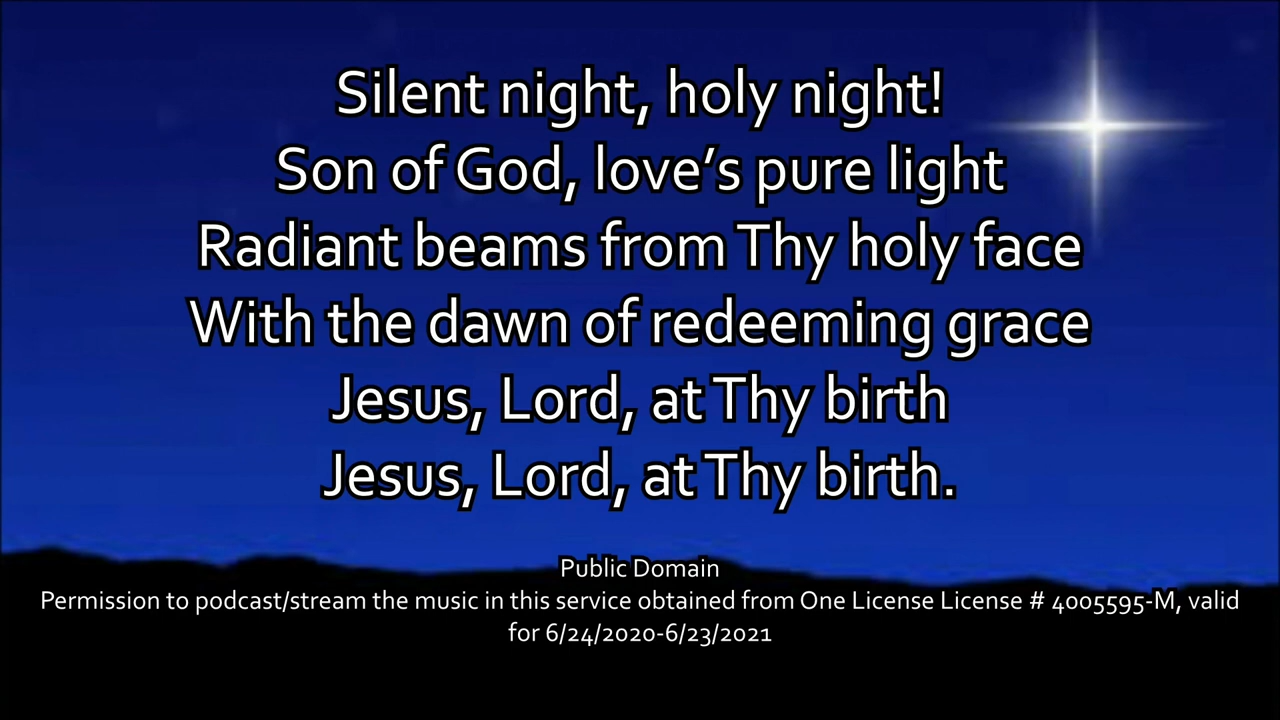 Silent night, holy night!
Son of God, love’s pure light
Radiant beams from Thy holy face
With the dawn of redeeming grace
Jesus, Lord, at Thy birth
Jesus, Lord, at Thy birth.
Public Domain
Permission to podcast/stream the music in this service obtained from One License License # 4005595-M, valid
for 6/24/2020-6/23/2021